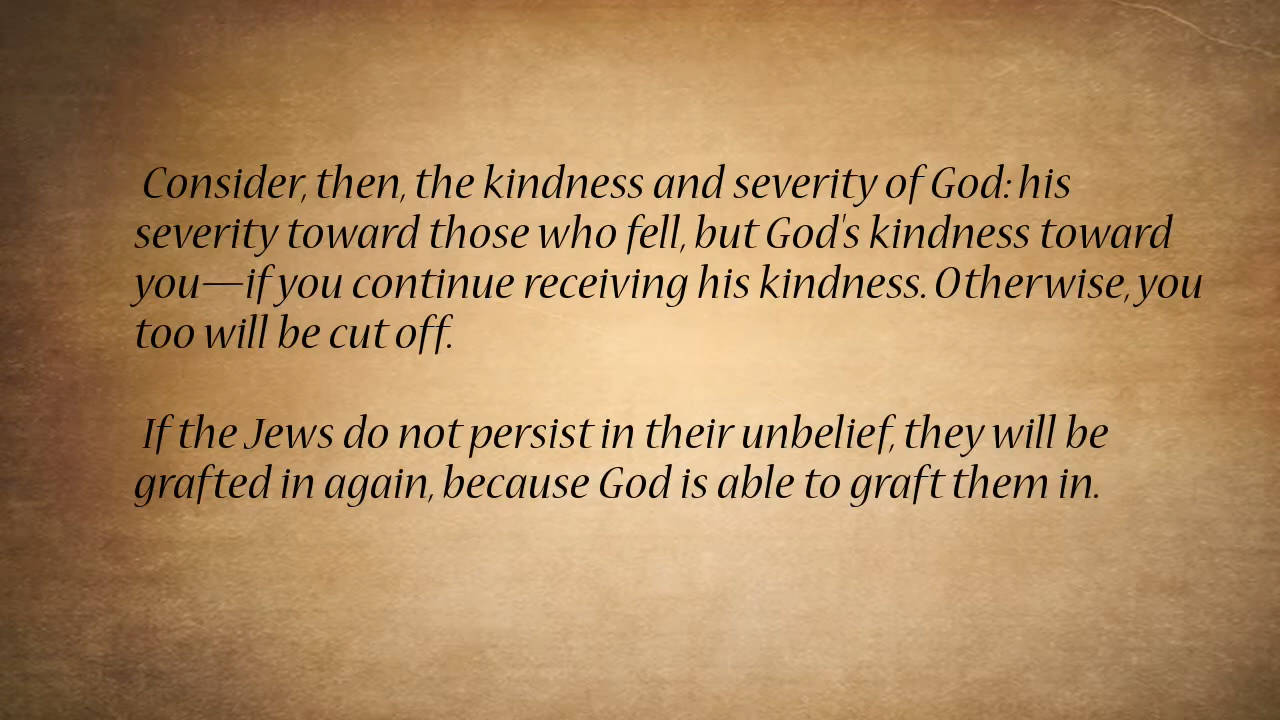 Consider, then, the kindness and severity of God: his
severity toward those who fell, but God's kindness toward
you—if you continue receiving his kindness. Otherwise, you
too will be cut off.
If the Jews do not persist in their unbelief, they will be
grafted in again, because God is able to graft them in.